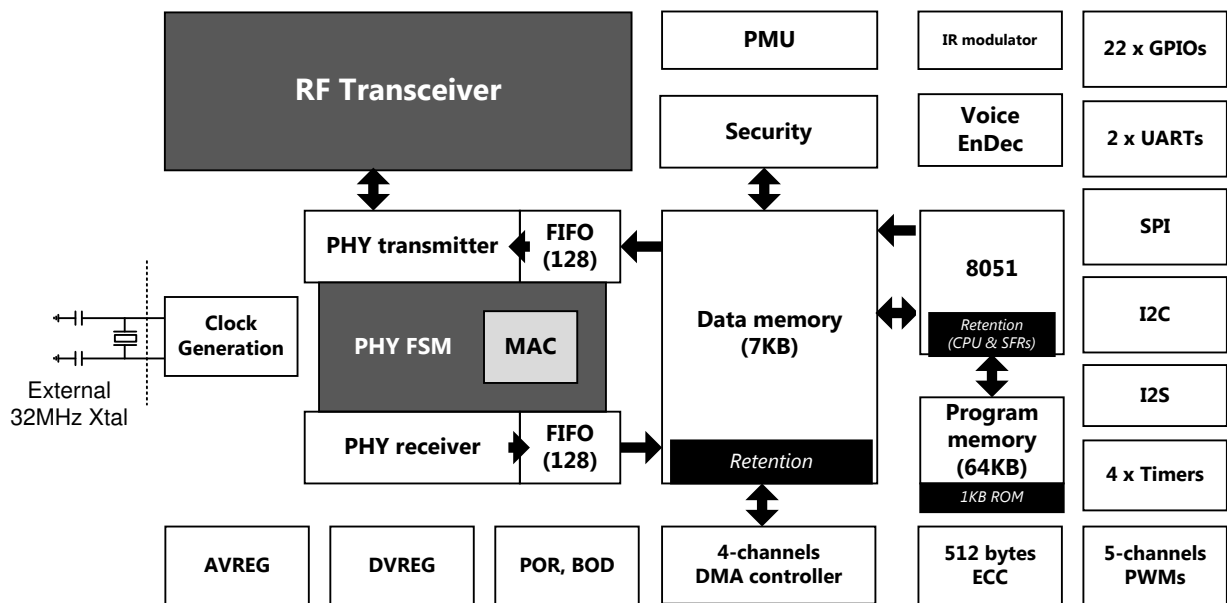 RF Transceiver
PMU
IR modulator
22 x GPIOs
Security
Voice
EnDec
2 x UARTs
PHY transmitter
FIFO
(128)
Data memory
(7KB)
Retention
8051
Retention
(CPU & SFRs)
SPI
Clock
Generation
External
32MHz Xtal
PHY FSM
MAC
I2C
PHY receiver
FIFO
(128)
Program
memory
(64KB)
1KB ROM
I2S
4 x Timers
AVREG
DVREG
POR, BOD
4-channels
DMA controller
512 bytes
ECC
5-channels
PWMs